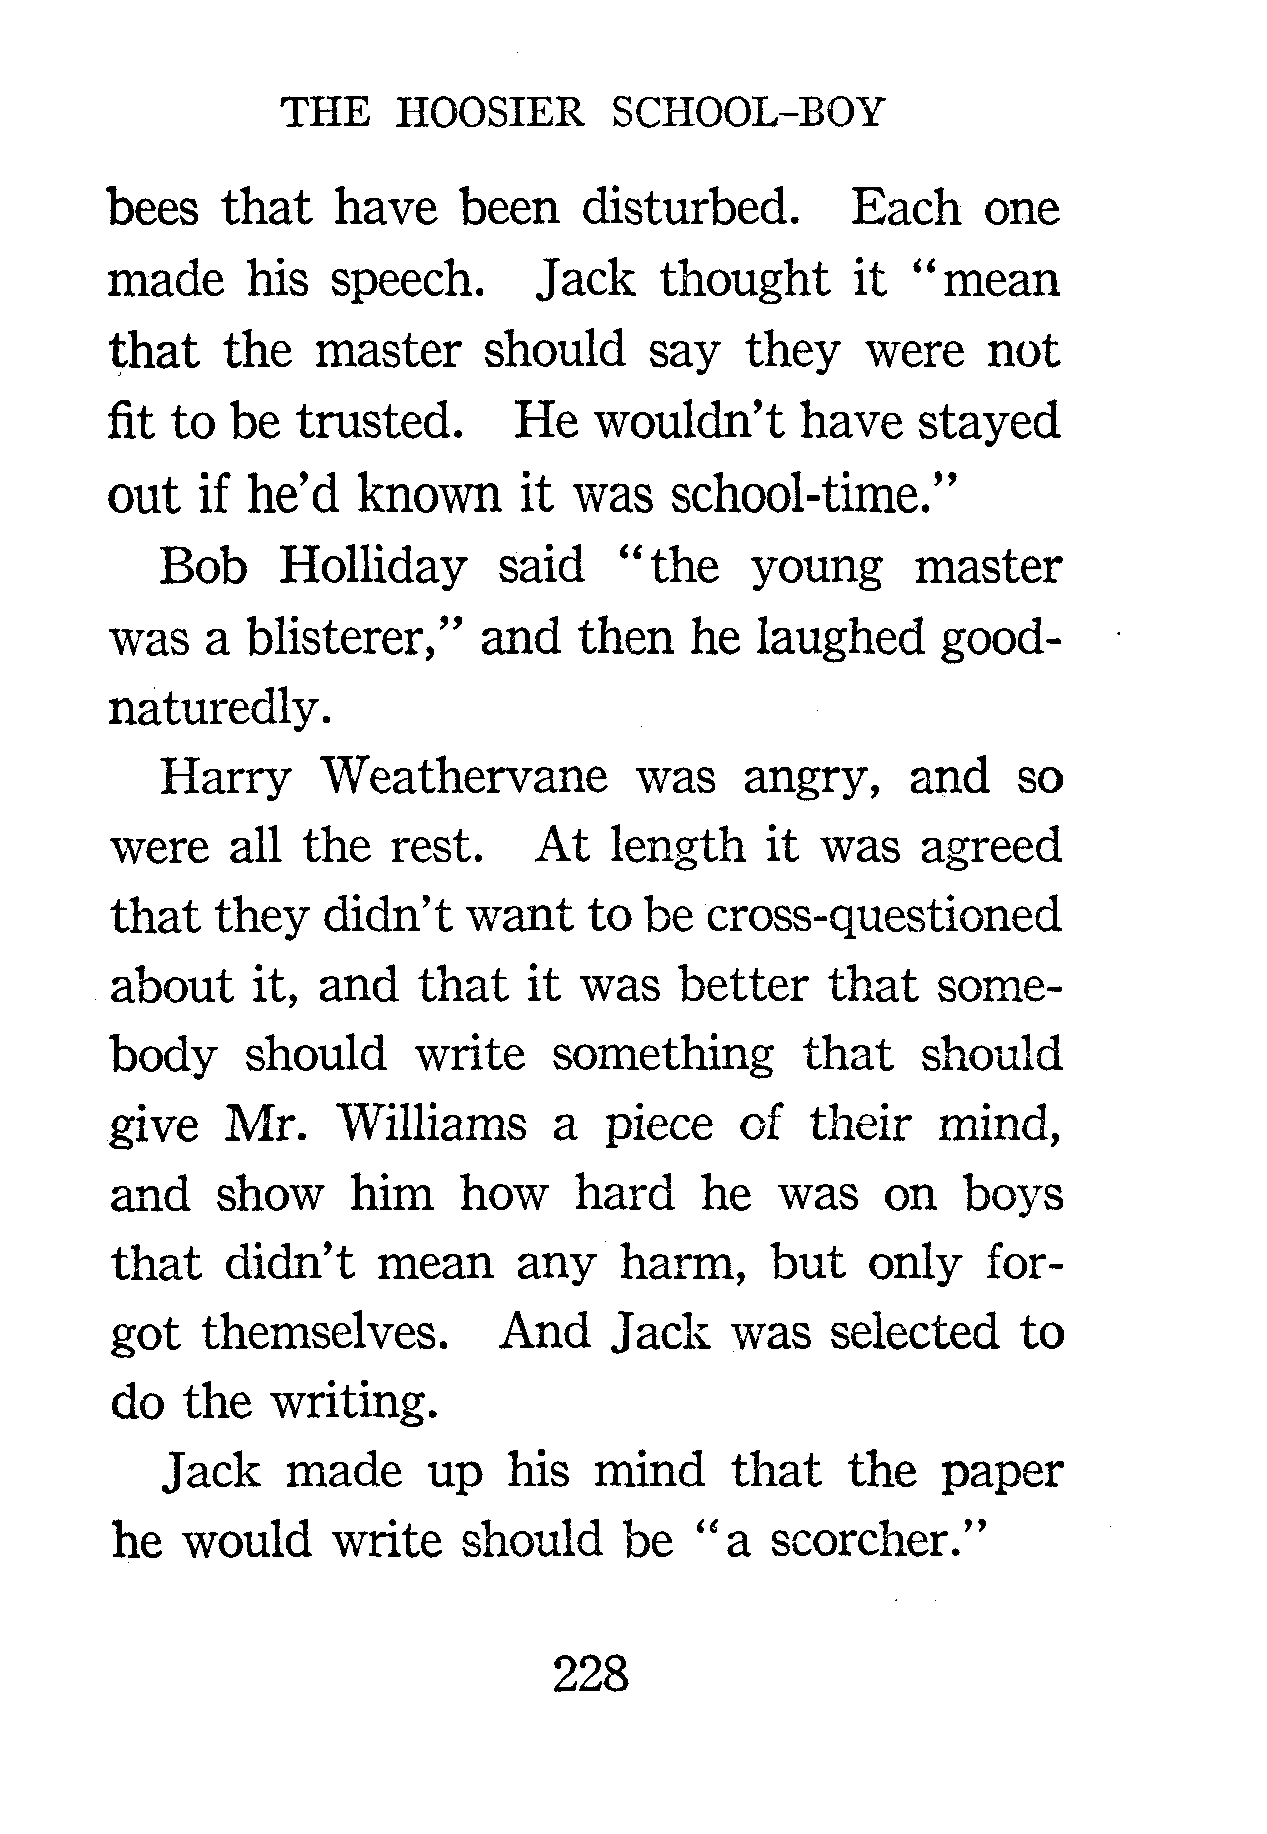 THE HOOSIER SCHOOL-BOY
bees that have been disturbed. Each one
made his speech. Jack thought it "mean
that the master should say they were not
fit to be trusted. He wouldn't have stayed
out if he'd known it was school-time."
Bob Holliday said "the young master
was a blisterer," and then he laughed good-
naturedly.
Harry Weathervane was angry, and so
were all the rest. At length it was agreed
that they didn't want to be cross-questioned
about it, and that it was better that some-
body should write something that should
give Mr. Williams a piece of their mind,
and show him how hard he was on boys
that didn't mean any harm, but only for-
got themselves. And Jack was selected to
do the writing.
Jack made up his mind that the paper
he would write should be "a scorcher."
228